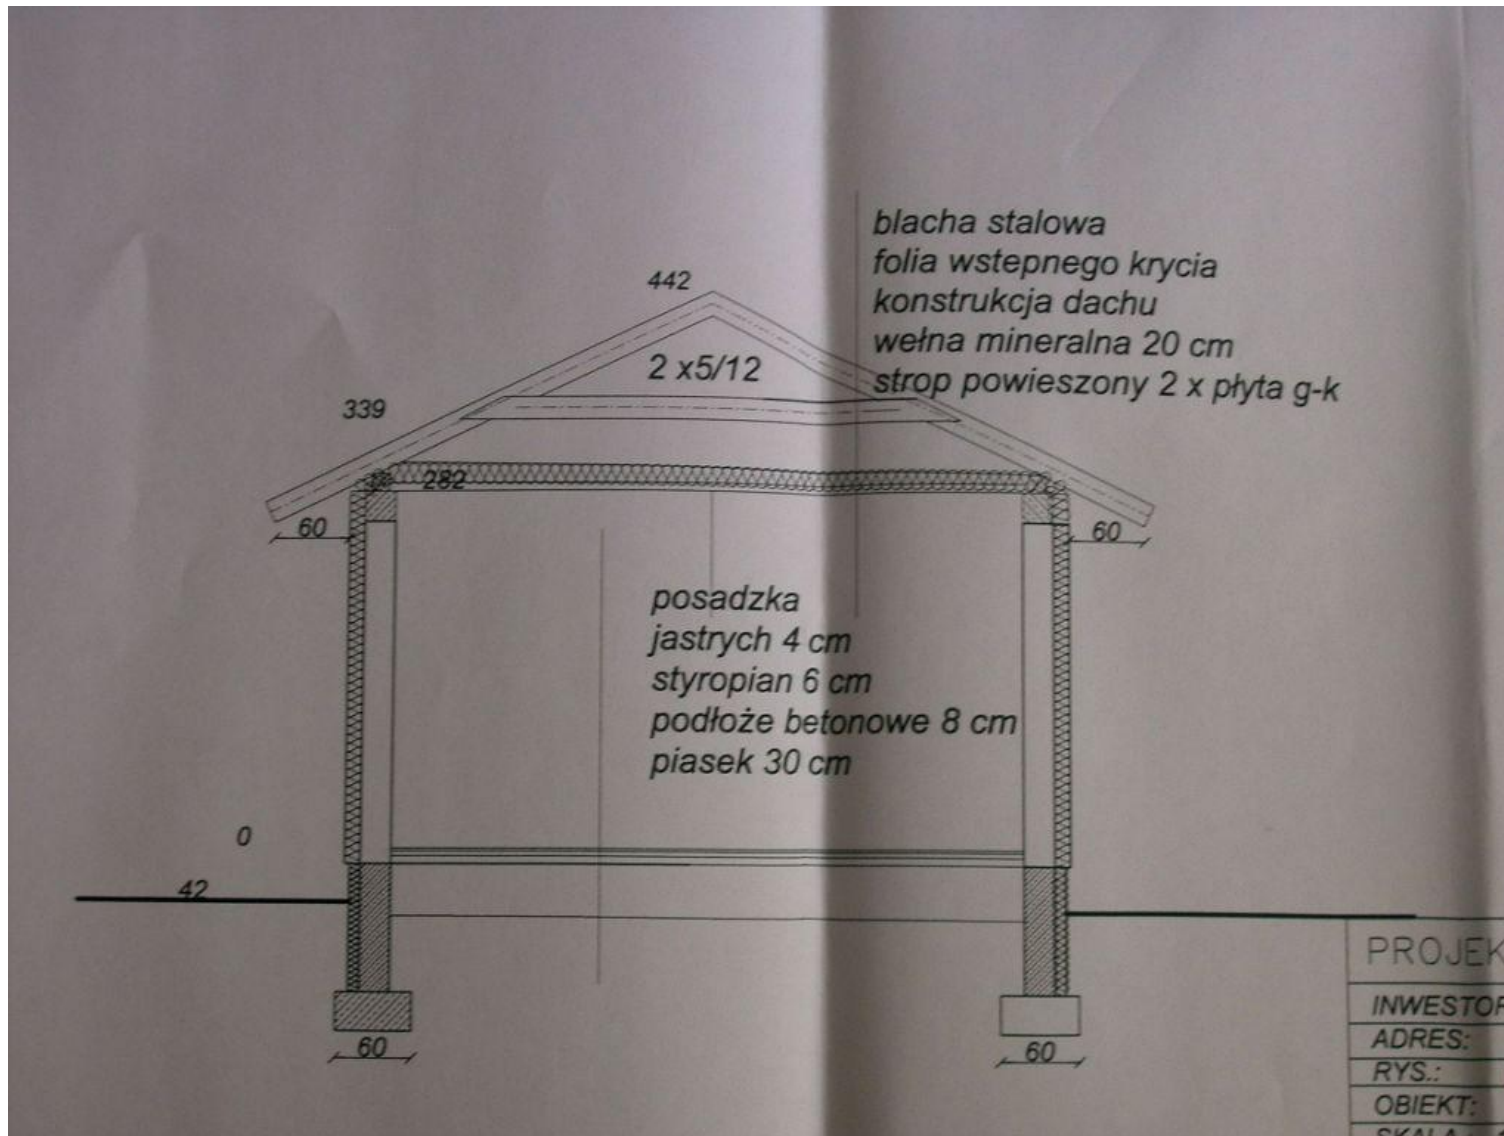 blacha stalowa
folia wstepnego krycia
konstrukcja dachu
wełna mineralna 20 cm
strop powieszony 2 x płyta g-k
442
2 x5/12
339
282
60
60
posadzka
jastrych 4 cm
styropian 6 cm
podłoże betonowe 8 cm
piasek 30 cm
0
42
60
60
PROJEK
INWESTOR
ADRES:
RYS.:
OBIEKT:
SKALA